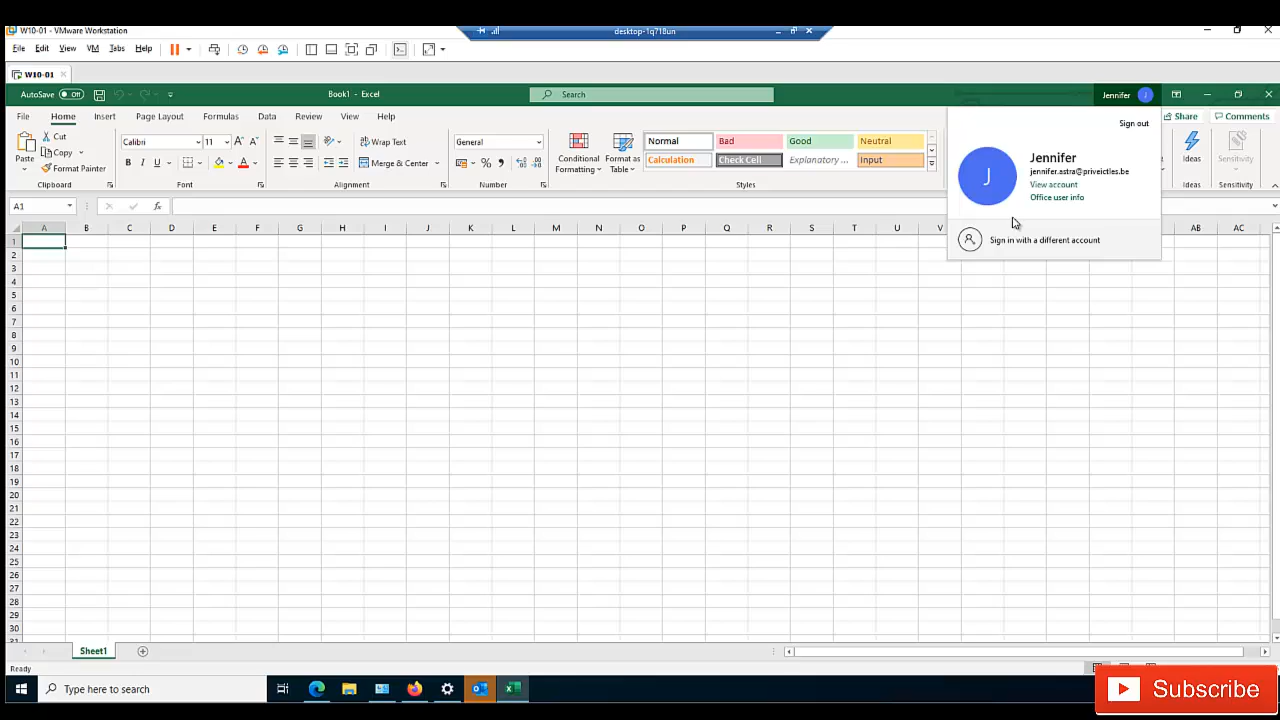 W10-01 - VMware Workstation
desktop-1q718un
File Edit View VM Tabs Help
W10-01
AutoSave Off
Book1 - Excel
Search
Jennifer J
File Home Insert Page Layout Formulas Data Review View Help
Share Comments
Sign out
Paste
Cut
Copy
Format Painter
Clipboard
Calibri 11
B I U
Font
Wrap Text
Merge & Center
Alignment
General
Number
Conditional Formatting
Format as Table
Normal Bad Good Neutral
Calculation Check Cell Explanatory ... Input
Styles
Ideas
Ideas
Sensitivity
Sensitivity
J
Jennifer
jennifer.astra@priveictles.be
View account
Office user info
Sign in with a different account
A1
fx
A B C D E F G H I J K L M N O P Q R S T U V AB AC
1
2
3
4
5
6
7
8
9
10
11
12
13
14
15
16
17
18
19
20
21
22
23
24
25
26
27
28
29
30
Sheet1
Ready
Type here to search
Subscribe